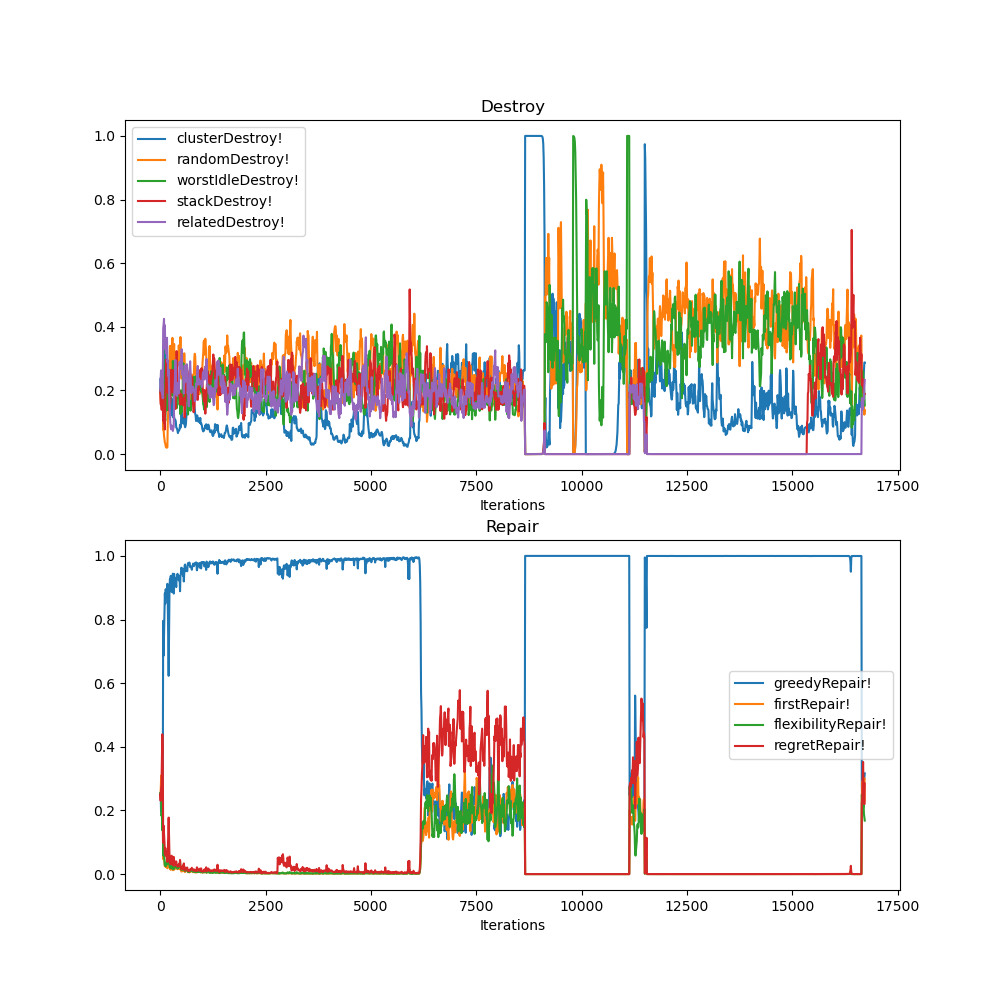 Destroy
1.0
0.8
0.6
0.4
0.2
0.0
clusterDestroy!
randomDestroy!
worstIdleDestroy!
stackDestroy!
relatedDestroy!
0 2500 5000 7500 10000 12500 15000 17500
Iterations
Repair
1.0
0.8
0.6
0.4
0.2
0.0
greedyRepair!
firstRepair!
flexibilityRepair!
regretRepair!
0 2500 5000 7500 10000 12500 15000 17500
Iterations